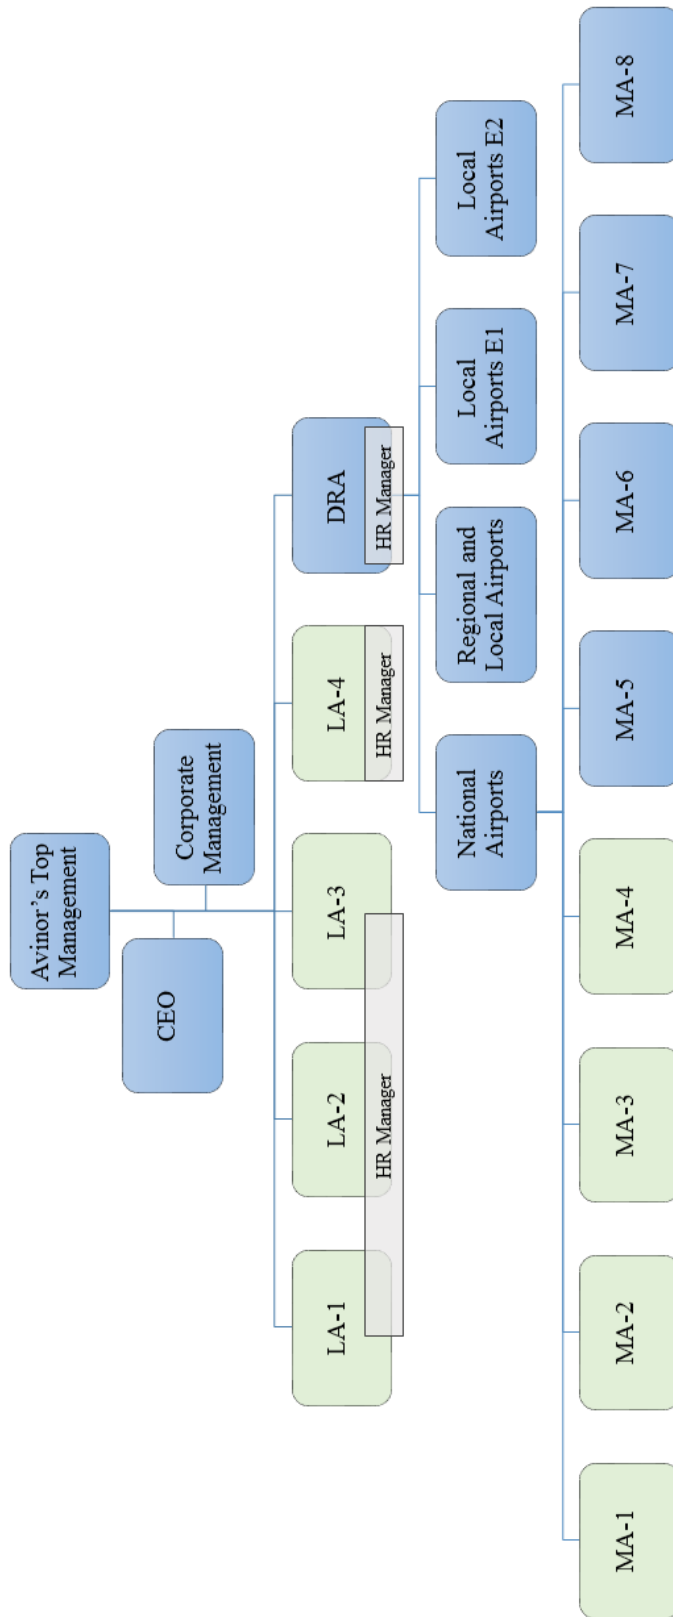 Avinor's Top
Management
CEO
Corporate
Management
LA-1
LA-2
LA-3
LA-4
DRA
HR Manager
HR Manager
HR Manager
National
Airports
Regional and
Local Airports
Local
Airports E1
Local
Airports E2
MA-1
MA-2
MA-3
MA-4
MA-5
MA-6
MA-7
MA-8